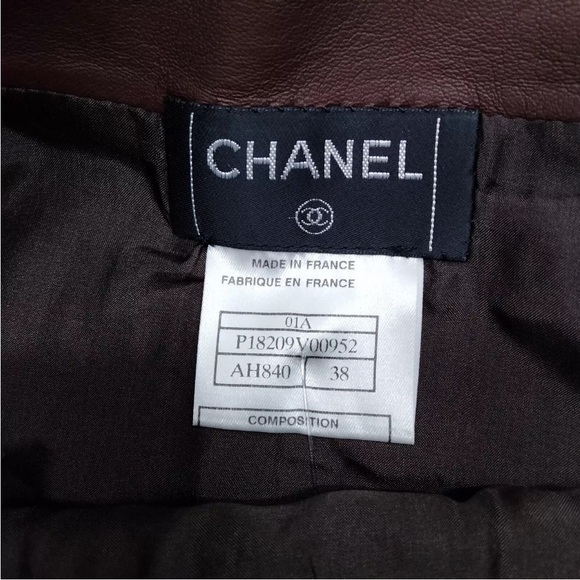 CHANEL
MADE IN FRANCE
FABRIQUE EN FRANCE
01A
P18209V00952
AH840 38
COMPOSITION